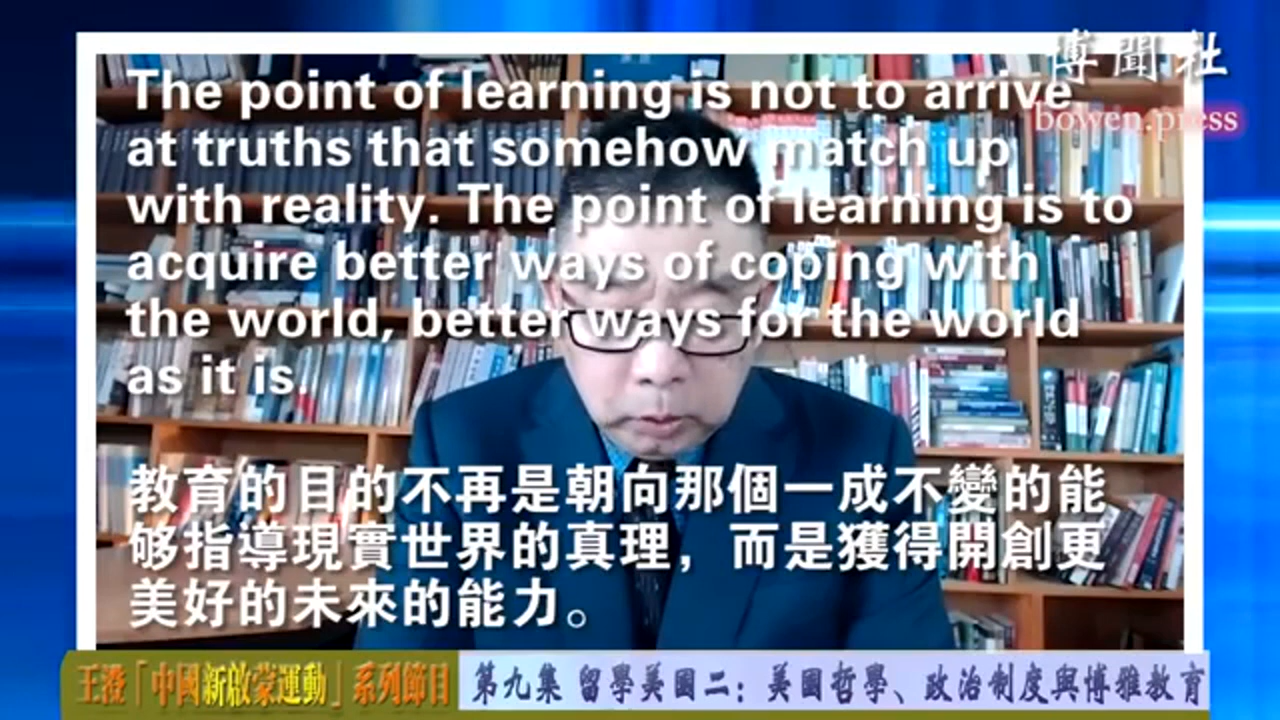 博聞社
bowen.press
The point of learning is not to arrive
at truths that somehow match up
with reality. The point of learning is to
acquire better ways of coping with
the world, better ways for the world
as it is.
教育的目的不再是朝向那個一成不變的能
够指導現實世界的真理，而是獲得開創更
美好的未來的能力。
王澄「中國新啟蒙運動」系列節目
第九集 留學美國二：美國哲學、政治制度與博雅教育